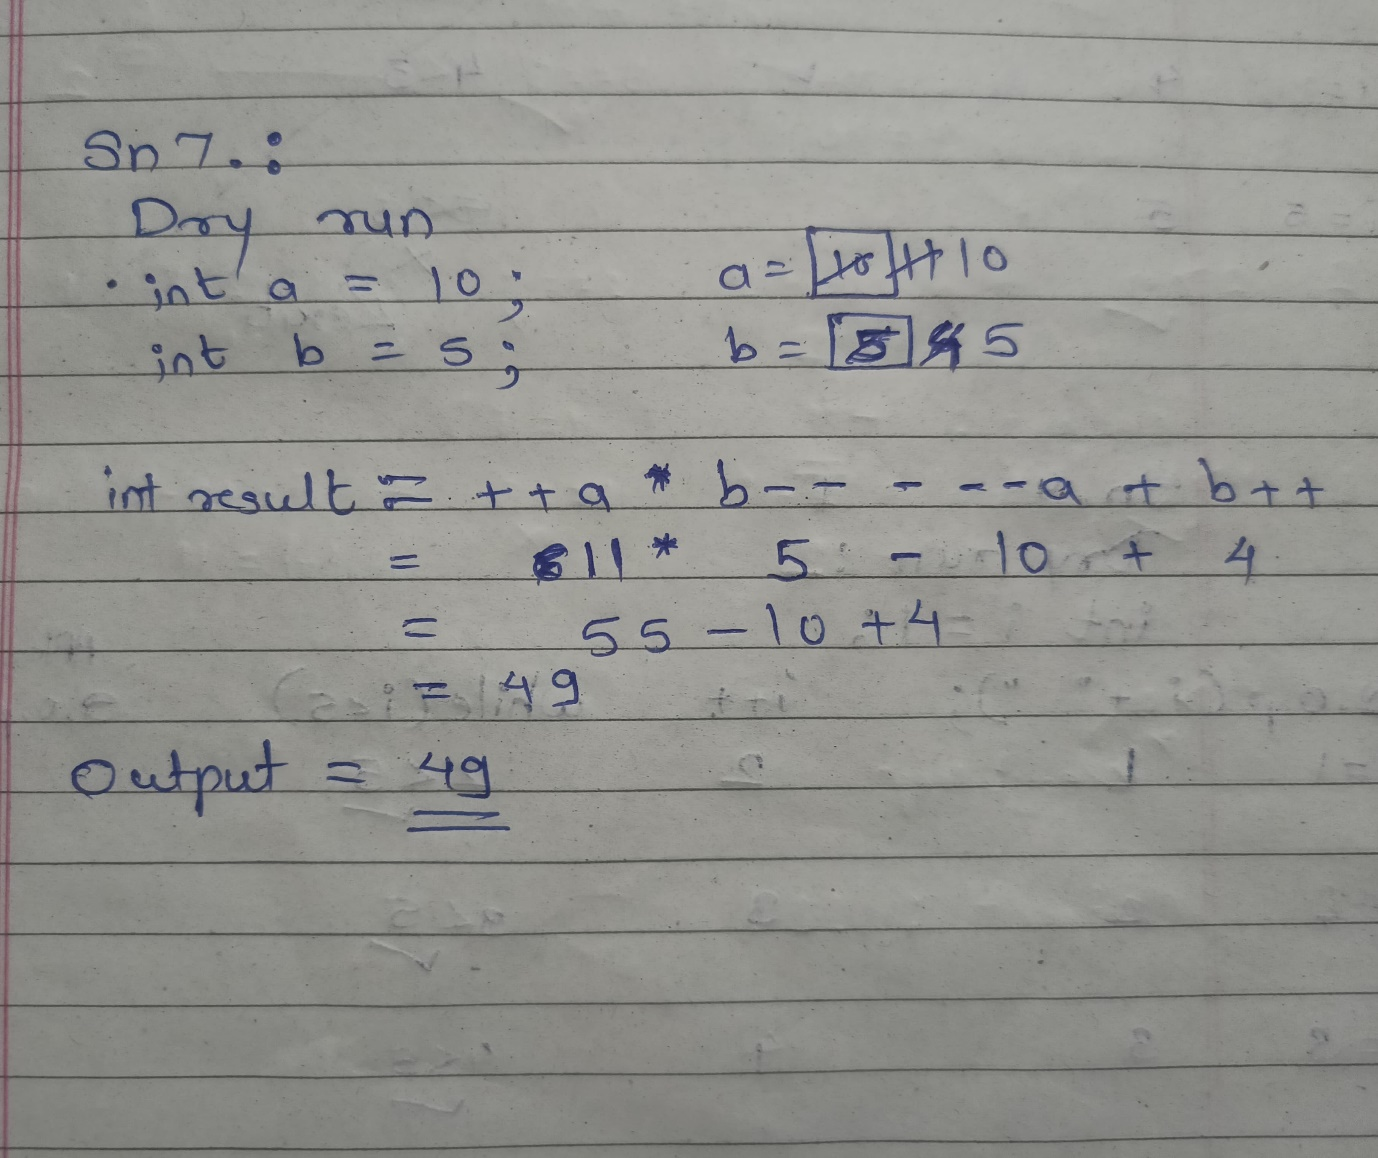 Sn 7. :
Dry run
. int a = 10 ; a = 10 11 10
int b = 5 ; b = 5 4 5
int result = ++a * b-- - --a + b++
= 11 * 5 - 10 + 4
= 55 - 10 + 4
= 49
Output = 49